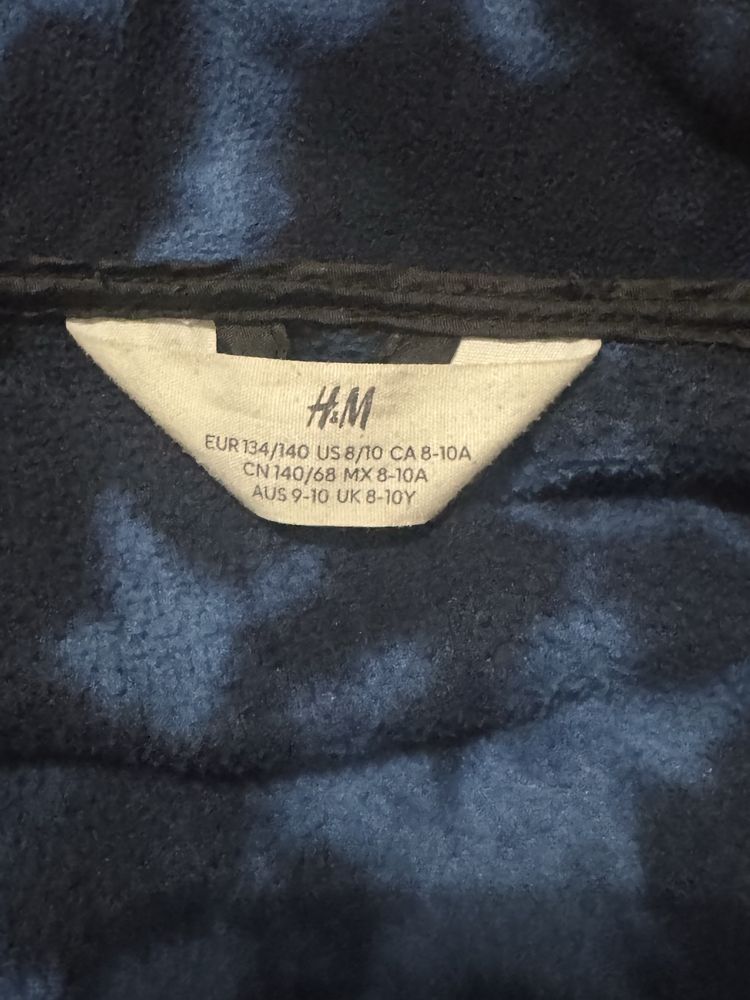 H&M
EUR 134/140 US 8/10 CA 8-10A
CN 140/68 MX 8-10A
AUS 9-10 UK 8-10Y